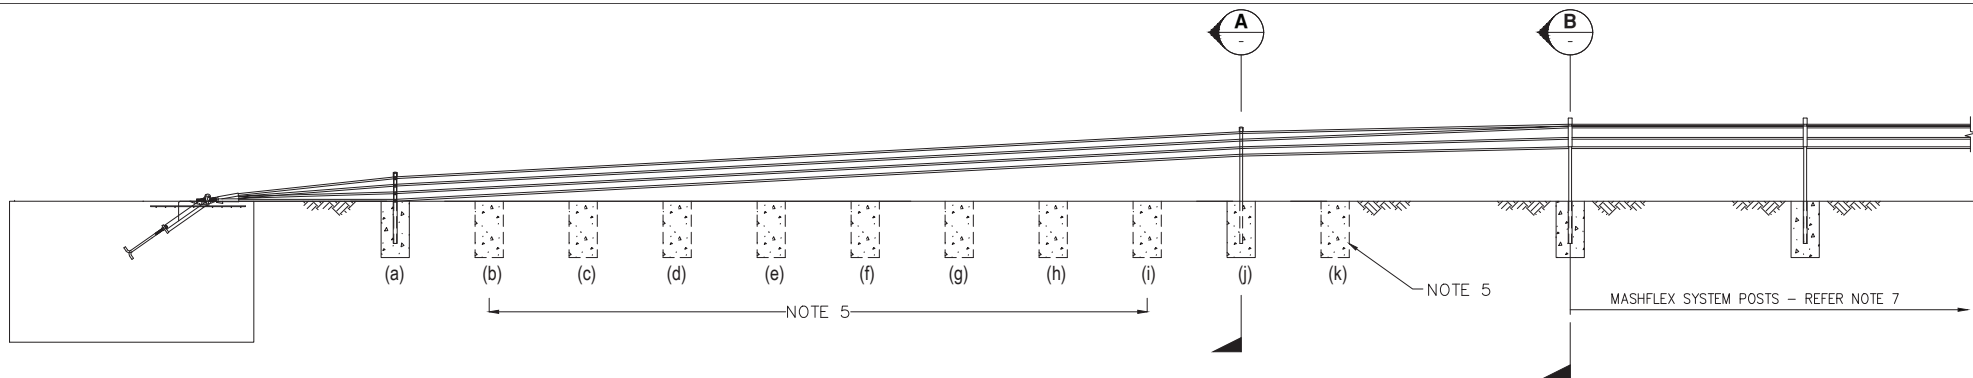 A
-
B
-
(a)
(b)
(c)
(d)
(e)
(f)
(g)
(h)
(i)
(j)
(k)
NOTE 5
NOTE 5
MASHFLEX SYSTEM POSTS – REFER NOTE 7